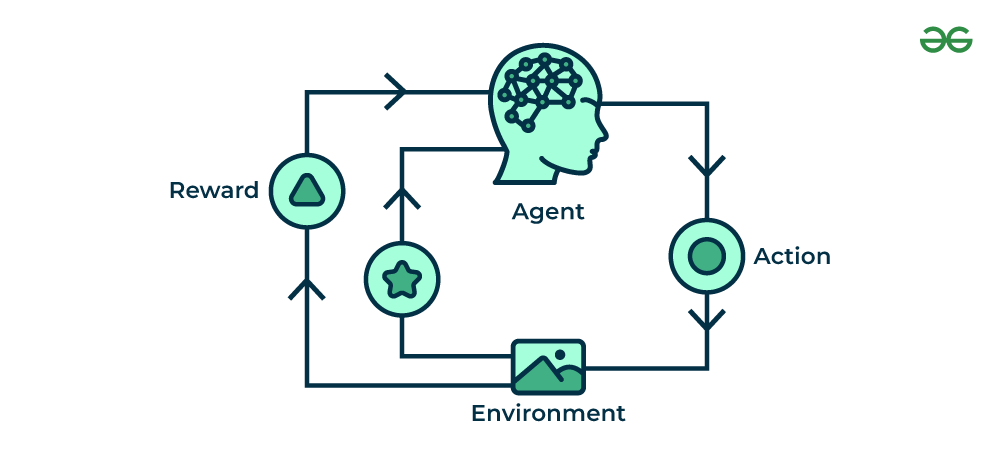 Reward
Agent
Action
Environment